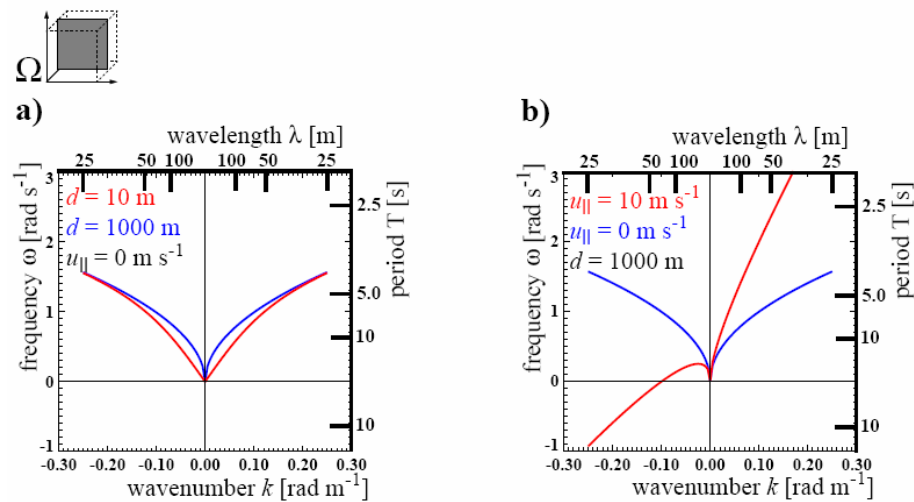 Ω
a)
wavelength λ [m]
25 50 100 100 50 25
frequency ω [rad s⁻¹]
3
2
1
0
-1
d = 10 m
d = 1000 m
u|| = 0 m s⁻¹
period T [s]
2.5
5.0
10
10
-0.30 -0.20 -0.10 0.00 0.10 0.20 0.30
wavenumber k [rad m⁻¹]
b)
wavelength λ [m]
25 50 100 100 50 25
frequency ω [rad s⁻¹]
3
2
1
0
-1
u|| = 10 m s⁻¹
u|| = 0 m s⁻¹
d = 1000 m
period T [s]
2.5
5.0
10
10
-0.30 -0.20 -0.10 0.00 0.10 0.20 0.30
wavenumber k [rad m⁻¹]